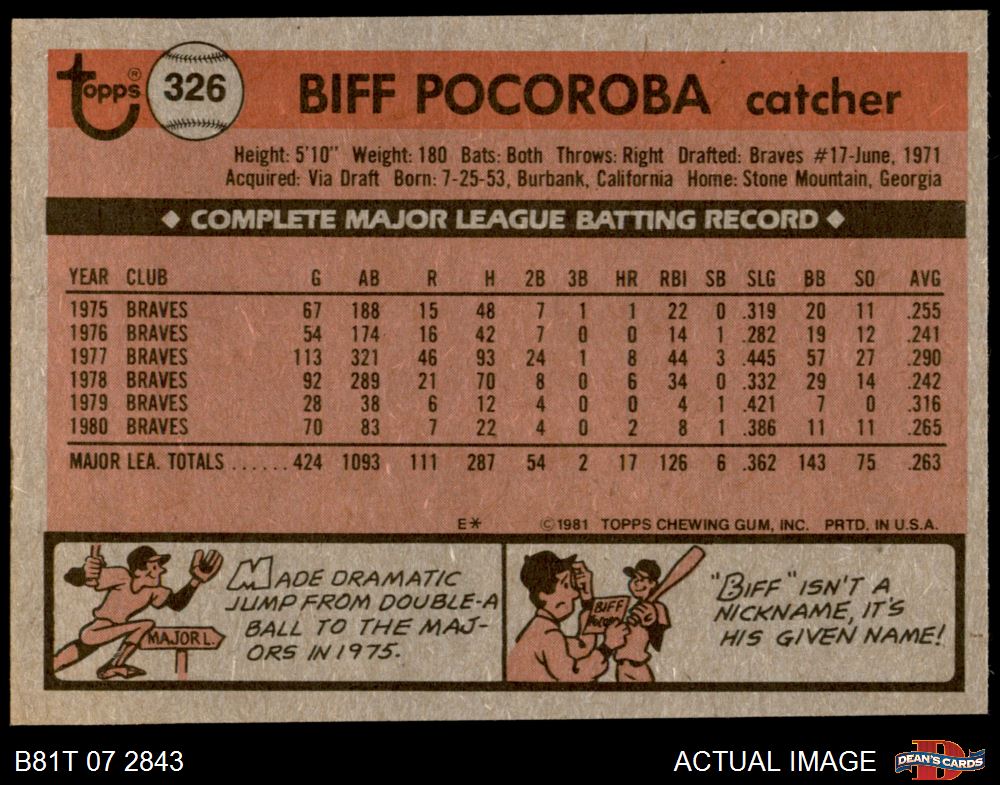 Topps® 326 BIFF POCOROBA catcher
Height: 5'10" Weight: 180 Bats: Both Throws: Right Drafted: Braves #17-June, 1971
Acquired: Via Draft Born: 7-25-53, Burbank, California Home: Stone Mountain, Georgia
◆ COMPLETE MAJOR LEAGUE BATTING RECORD ◆
YEAR CLUB G AB R H 2B 3B HR RBI SB SLG BB SO AVG
1975 BRAVES 67 188 15 48 7 1 1 22 0 .319 20 11 .255
1976 BRAVES 54 174 16 42 7 0 0 14 1 .282 19 12 .241
1977 BRAVES 113 321 46 93 24 1 8 44 3 .445 57 27 .290
1978 BRAVES 92 289 21 70 8 0 6 34 0 .332 29 14 .242
1979 BRAVES 28 38 6 12 4 0 0 4 1 .421 7 0 .316
1980 BRAVES 70 83 7 22 4 0 2 8 1 .386 11 11 .265
MAJOR LEA. TOTALS ...... 424 1093 111 287 54 2 17 126 6 .362 143 75 .263
E* ©1981 TOPPS CHEWING GUM, INC. PRTD. IN U.S.A.
MADE DRAMATIC
JUMP FROM DOUBLE-A
BALL TO THE MAJ-
ORS IN 1975.
MAJOR L.
BIFF
"BIFF" ISN'T A
NICKNAME, IT'S
HIS GIVEN NAME!
B81T 07 2843 ACTUAL IMAGE
D
DEAN'S CARDS